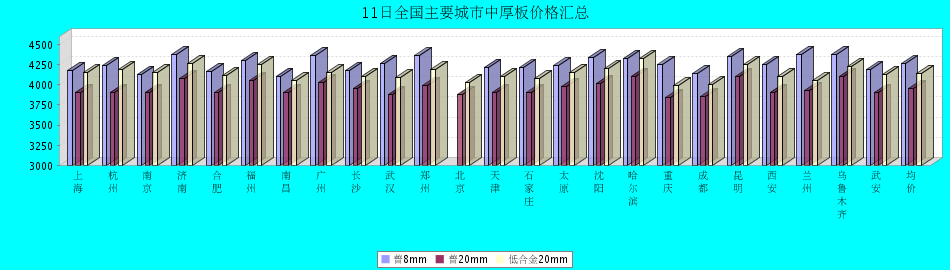 11日全国主要城市中厚板价格汇总
4500
4250
4000
3750
3500
3250
3000
上海
杭州
南京
济南
合肥
福州
南昌
广州
长沙
武汉
郑州
北京
天津
石家庄
太原
沈阳
哈尔滨
重庆
成都
昆明
西安
兰州
乌鲁木齐
武安
均价
普8mm
普20mm
低合金20mm